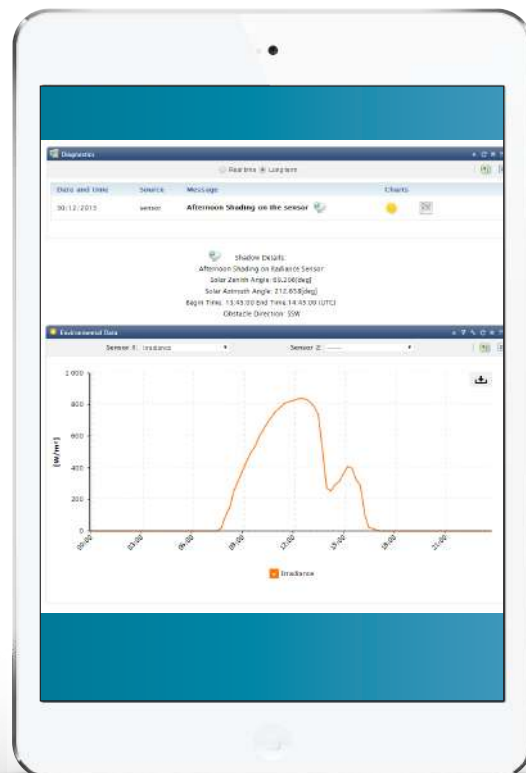 Diagnostics
Real time Long term
Date and time Source Message Charts
30/12/2015 sensor Afternoon Shading on the sensor
Shadow Details:
Afternoon Shading on Radiance Sensor
Solar Zenith Angle: 69.206[deg]
Solar Azimuth Angle: 212.658[deg]
Begin Time: 13:45:00 End Time:14:45:00 (UTC)
Obstacle Direction: SSW
Environmental Data
Sensor 1: Irradiance Sensor 2: -----
1 000
800
600
400
200
0
[W/m²]
00:00 03:00 06:00 09:00 12:00 15:00 18:00 21:00
Irradiance